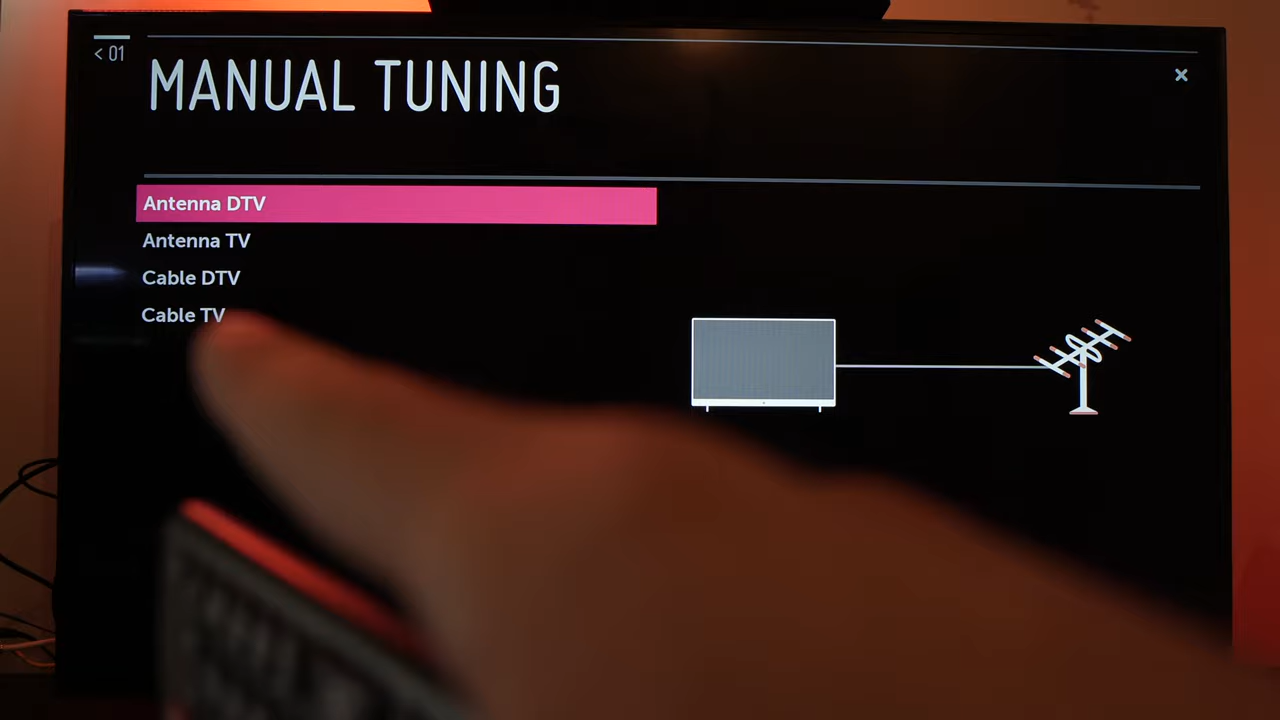 < 01
MANUAL TUNING
×
Antenna DTV
Antenna TV
Cable DTV
Cable TV